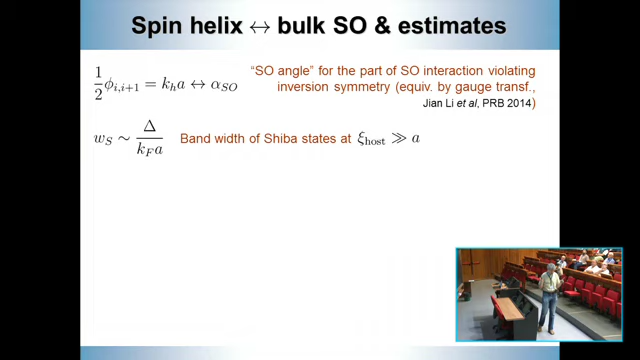 Spin helix ↔ bulk SO & estimates
1/2 ϕ_{i,i+1} = k_h a ↔ α_{SO}
"SO angle" for the part of SO interaction violating
inversion symmetry (equiv. by gauge transf.,
Jian Li et al, PRB 2014)
w_S ∼ Δ/(k_F a)
Band width of Shiba states at ξ_host ≫ a